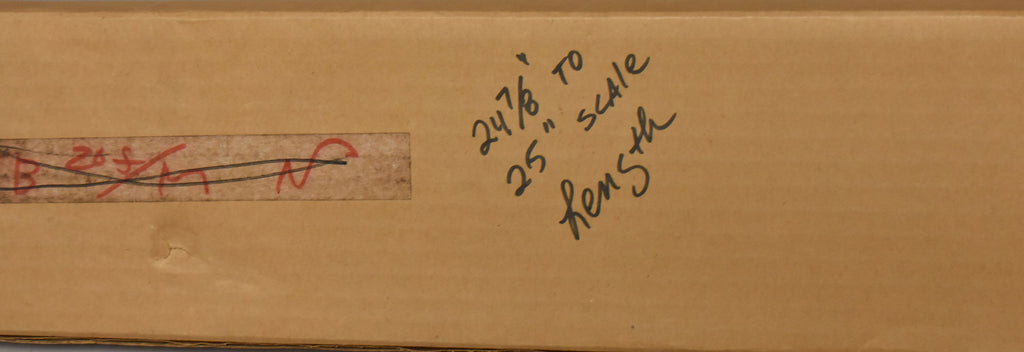 24 7/8" TO
25" SCALE
Length
B